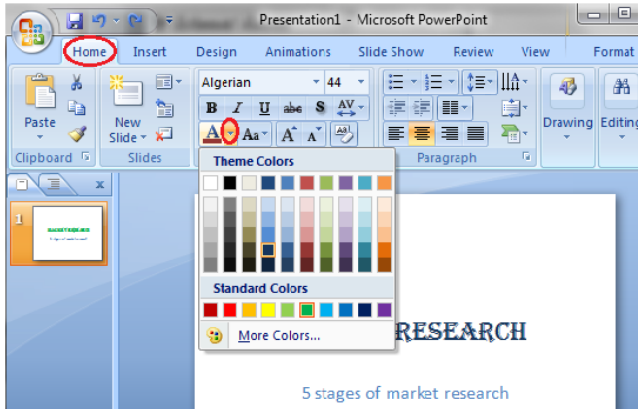 Presentation1 - Microsoft PowerPoint
Home Insert Design Animations Slide Show Review View Format
Paste
New
Slide
Algerian 44
B I U abc S AV
A Aa A A
Drawing Editing
Clipboard Slides Paragraph
Theme Colors
Standard Colors
More Colors...
1
RESEARCH
5 stages of market research